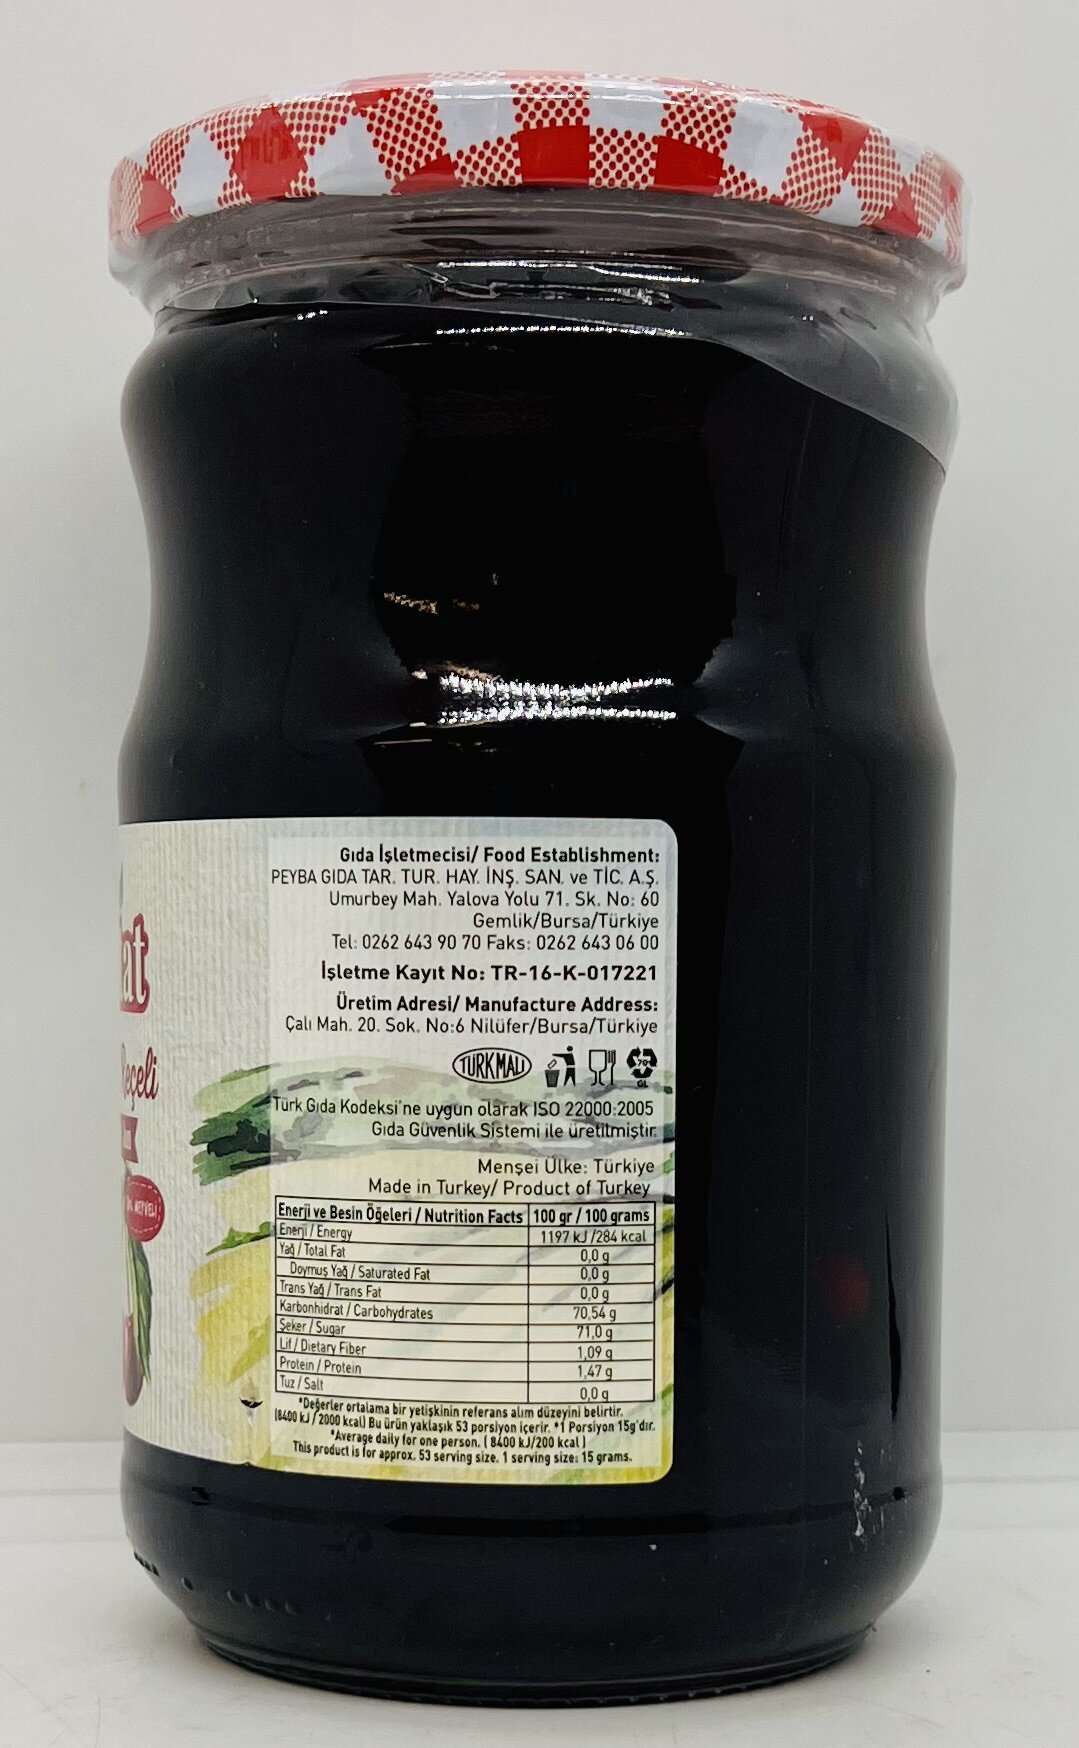 at
eçeli
MEYVELİ
Gıda İşletmecisi/ Food Establishment:
PEYBA GIDA TAR. TUR. HAY. İNŞ. SAN. ve TİC. A.Ş.
Umurbey Mah. Yalova Yolu 71. Sk. No: 60
Gemlik/Bursa/Türkiye
Tel: 0262 643 90 70 Faks: 0262 643 06 00
İşletme Kayıt No: TR-16-K-017221
Üretim Adresi/ Manufacture Address:
Çalı Mah. 20. Sok. No:6 Nilüfer/Bursa/Türkiye
TÜRK MALI
70
GL
Türk Gıda Kodeksi'ne uygun olarak ISO 22000:2005
Gıda Güvenlik Sistemi ile üretilmiştir.
Menşei Ülke: Türkiye
Made in Turkey/ Product of Turkey
Enerji ve Besin Öğeleri / Nutrition Facts 100 gr / 100 grams
Enerji / Energy 1197 kJ /284 kcal
Yağ / Total Fat 0,0 g
Doymuş Yağ / Saturated Fat 0,0 g
Trans Yağ / Trans Fat 0,0 g
Karbonhidrat / Carbohydrates 70,54 g
Şeker / Sugar 71,0 g
Lif / Dietary Fiber 1,09 g
Protein / Protein 1,47 g
Tuz / Salt 0,0 g
*Değerler ortalama bir yetişkinin referans alım düzeyini belirtir.
(8400 kJ / 2000 kcal) Bu ürün yaklaşık 53 porsiyon içerir. *1 Porsiyon 15g'dır.
*Average daily for one person. ( 8400 kJ/200 kcal )
This product is for approx. 53 serving size. 1 serving size: 15 grams.